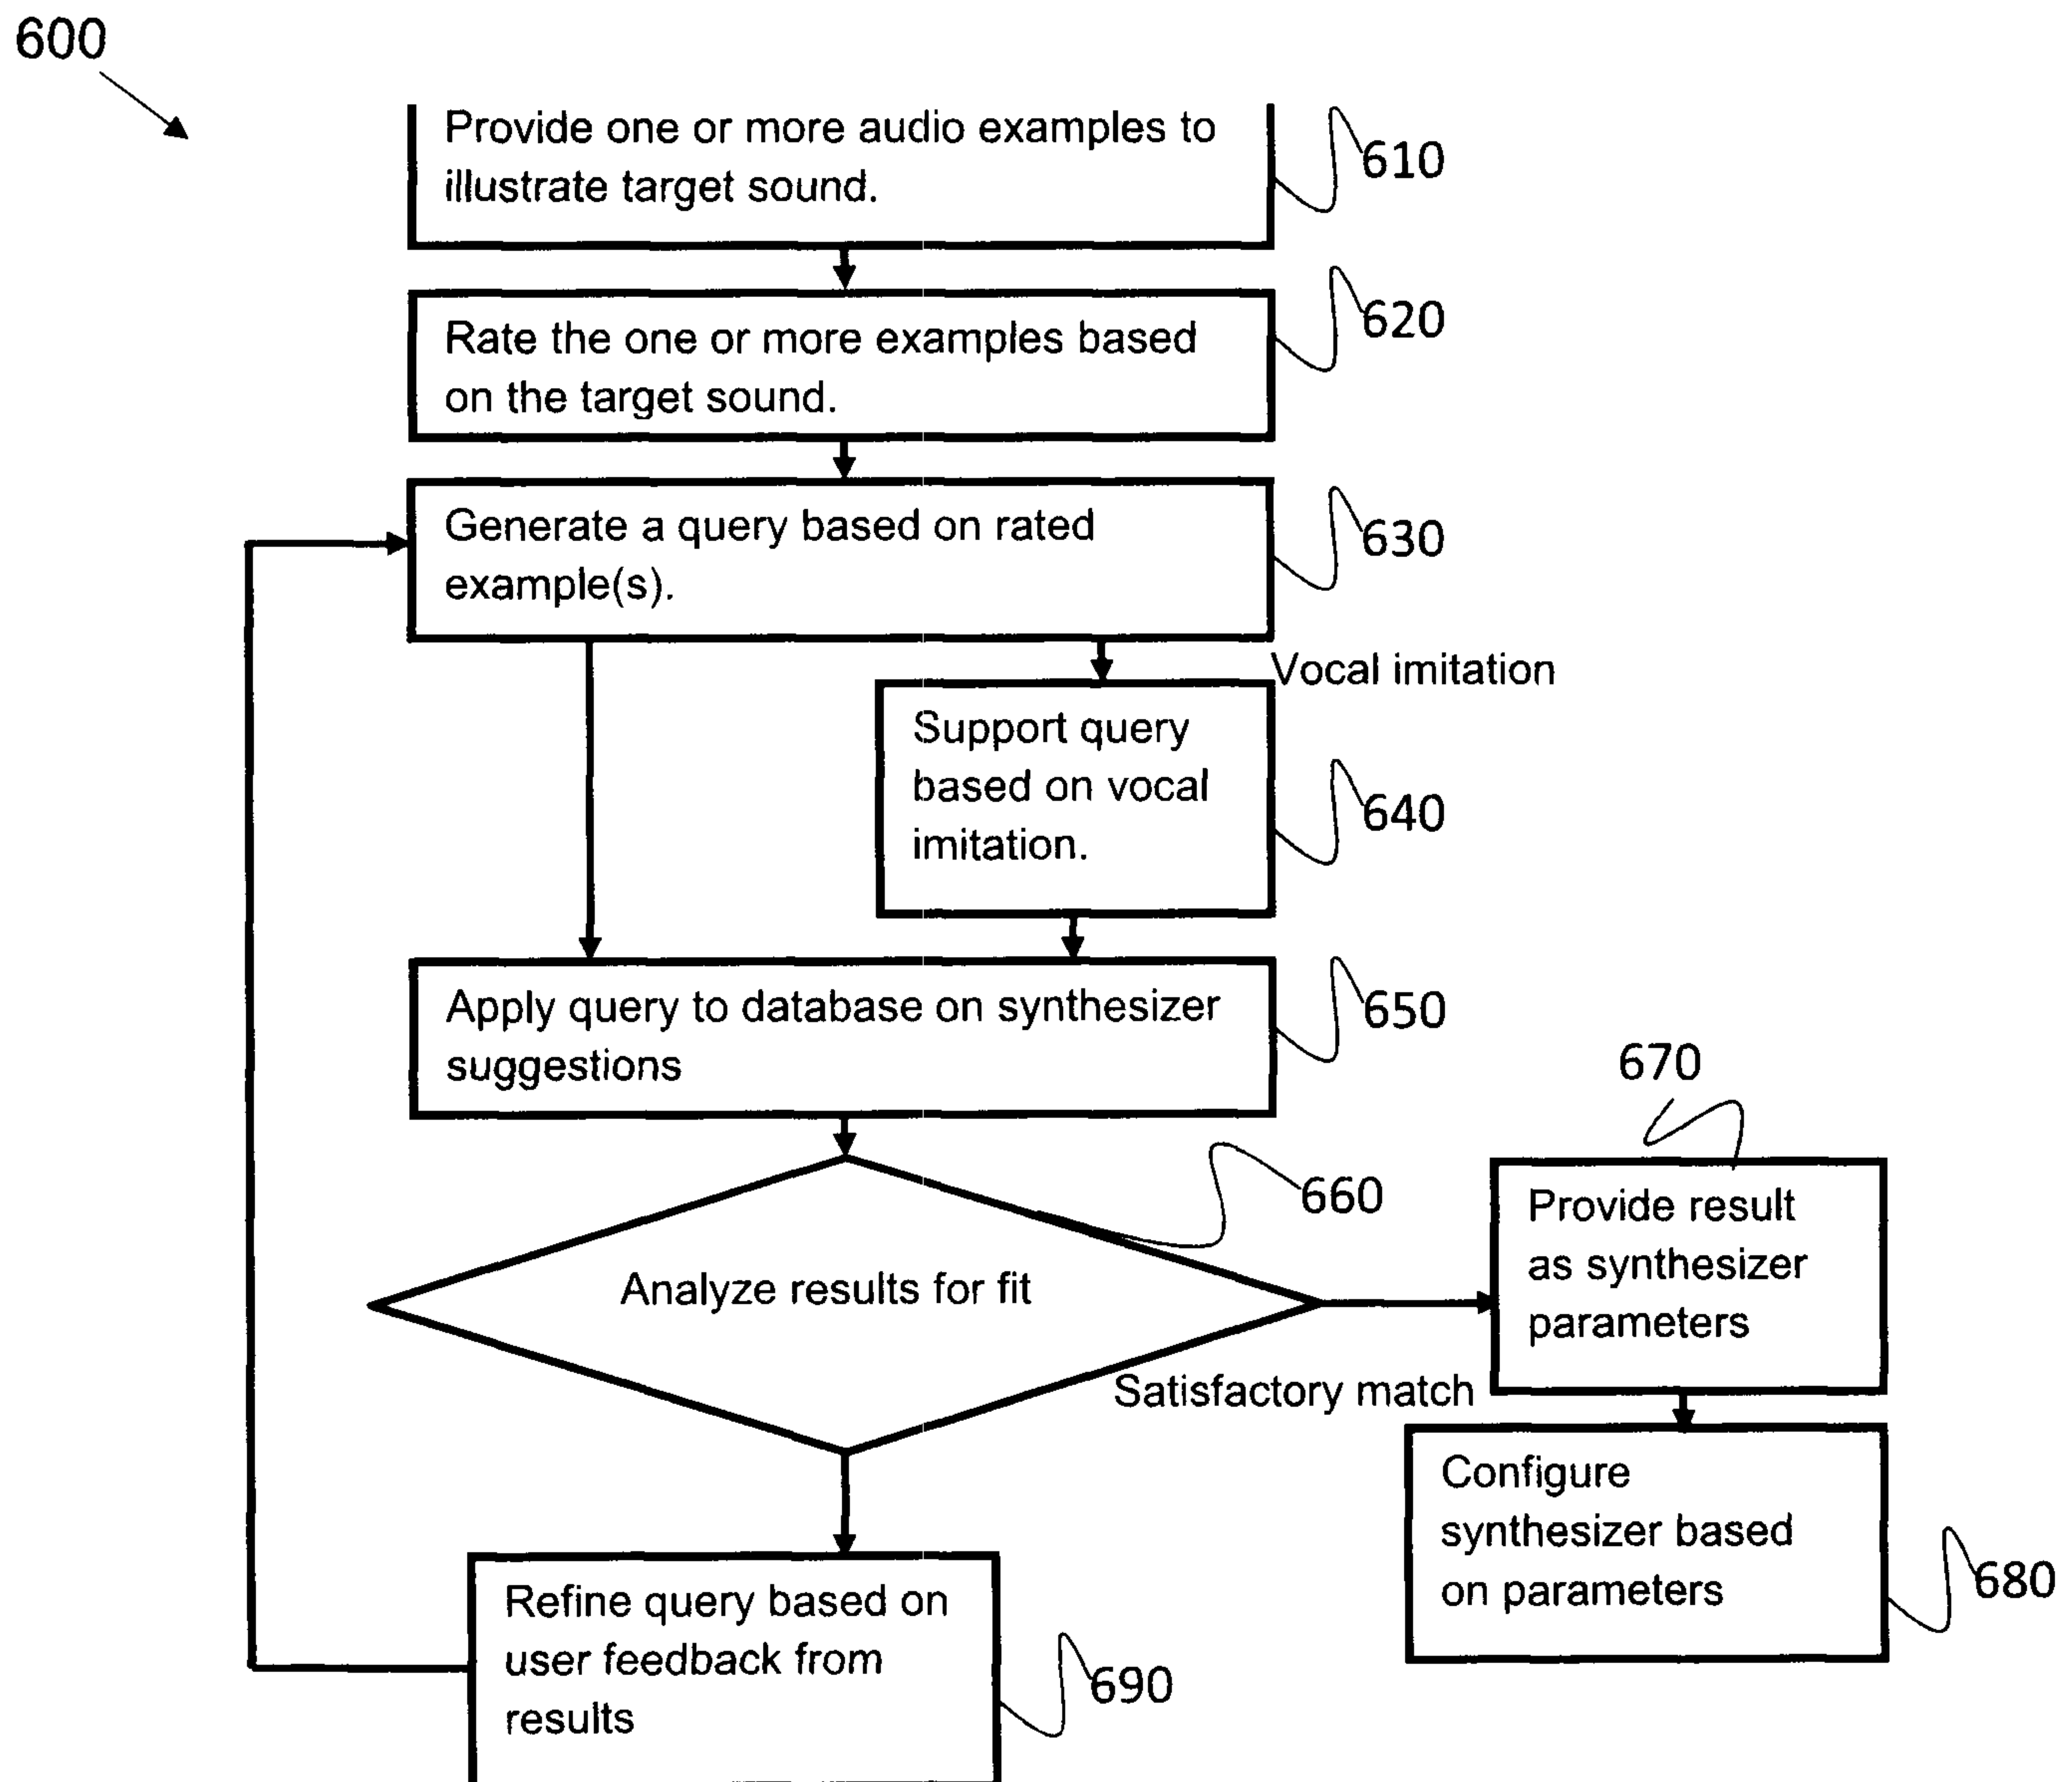 600
Provide one or more audio examples to
illustrate target sound.
610
Rate the one or more examples based
on the target sound.
620
Generate a query based on rated
example(s).
630
Vocal imitation
Support query
based on vocal
imitation.
640
Apply query to database on synthesizer
suggestions
650
Analyze results for fit
660
Satisfactory match
670
Provide result
as synthesizer
parameters
Configure
synthesizer based
on parameters
680
Refine query based on
user feedback from
results
690